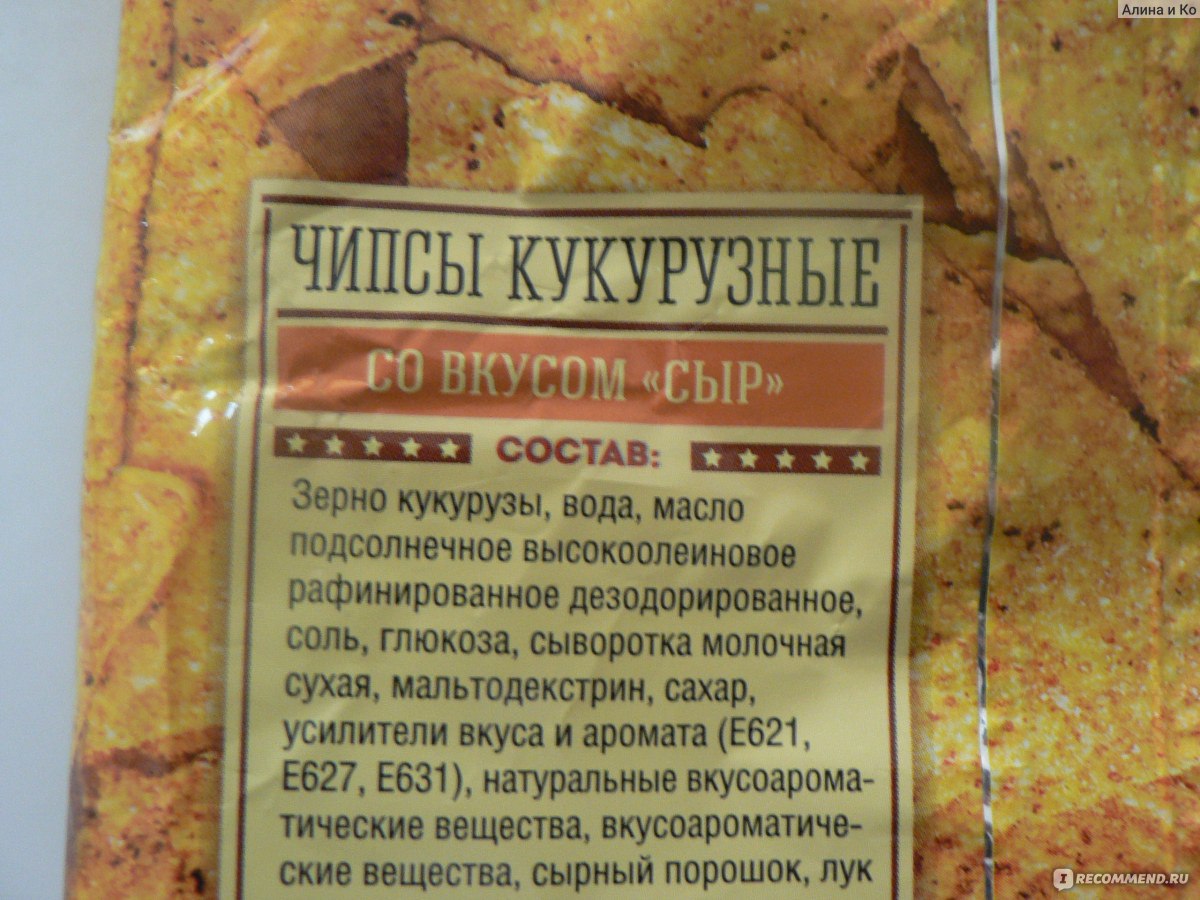 Алина и Ко
ЧИПСЫ КУКУРУЗНЫЕ
СО ВКУСОМ «СЫР»
СОСТАВ:
Зерно кукурузы, вода, масло
подсолнечное высокоолеиновое
рафинированное дезодорированное,
соль, глюкоза, сыворотка молочная
сухая, мальтодекстрин, сахар,
усилители вкуса и аромата (Е621,
Е627, Е631), натуральные вкусоарома-
тические вещества, вкусоароматиче-
ские вещества, сырный порошок, лук
IRECOMMEND.RU